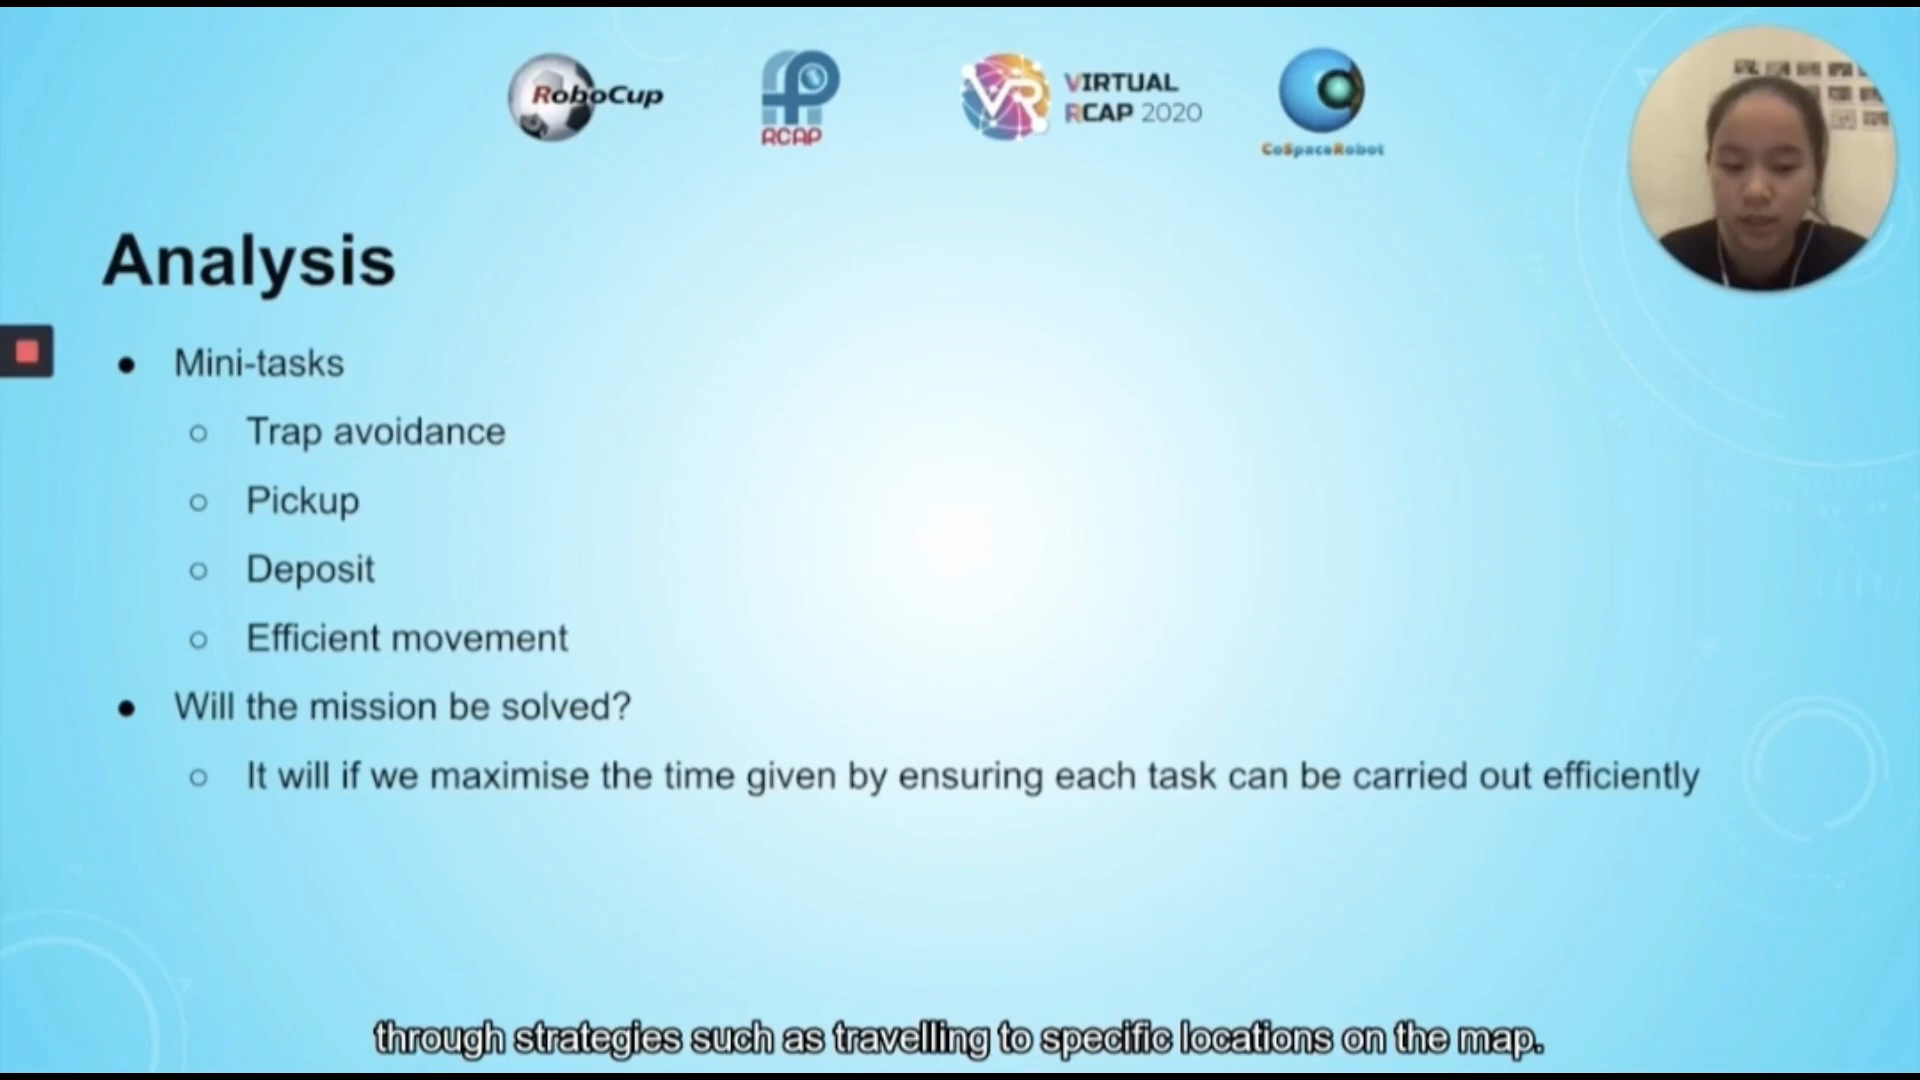 RoboCup
RCAP
VR
VIRTUAL
RCAP 2020
CoSpaceRobot
Analysis
● Mini-tasks
○ Trap avoidance
○ Pickup
○ Deposit
○ Efficient movement
● Will the mission be solved?
○ It will if we maximise the time given by ensuring each task can be carried out efficiently
through strategies such as travelling to specific locations on the map.